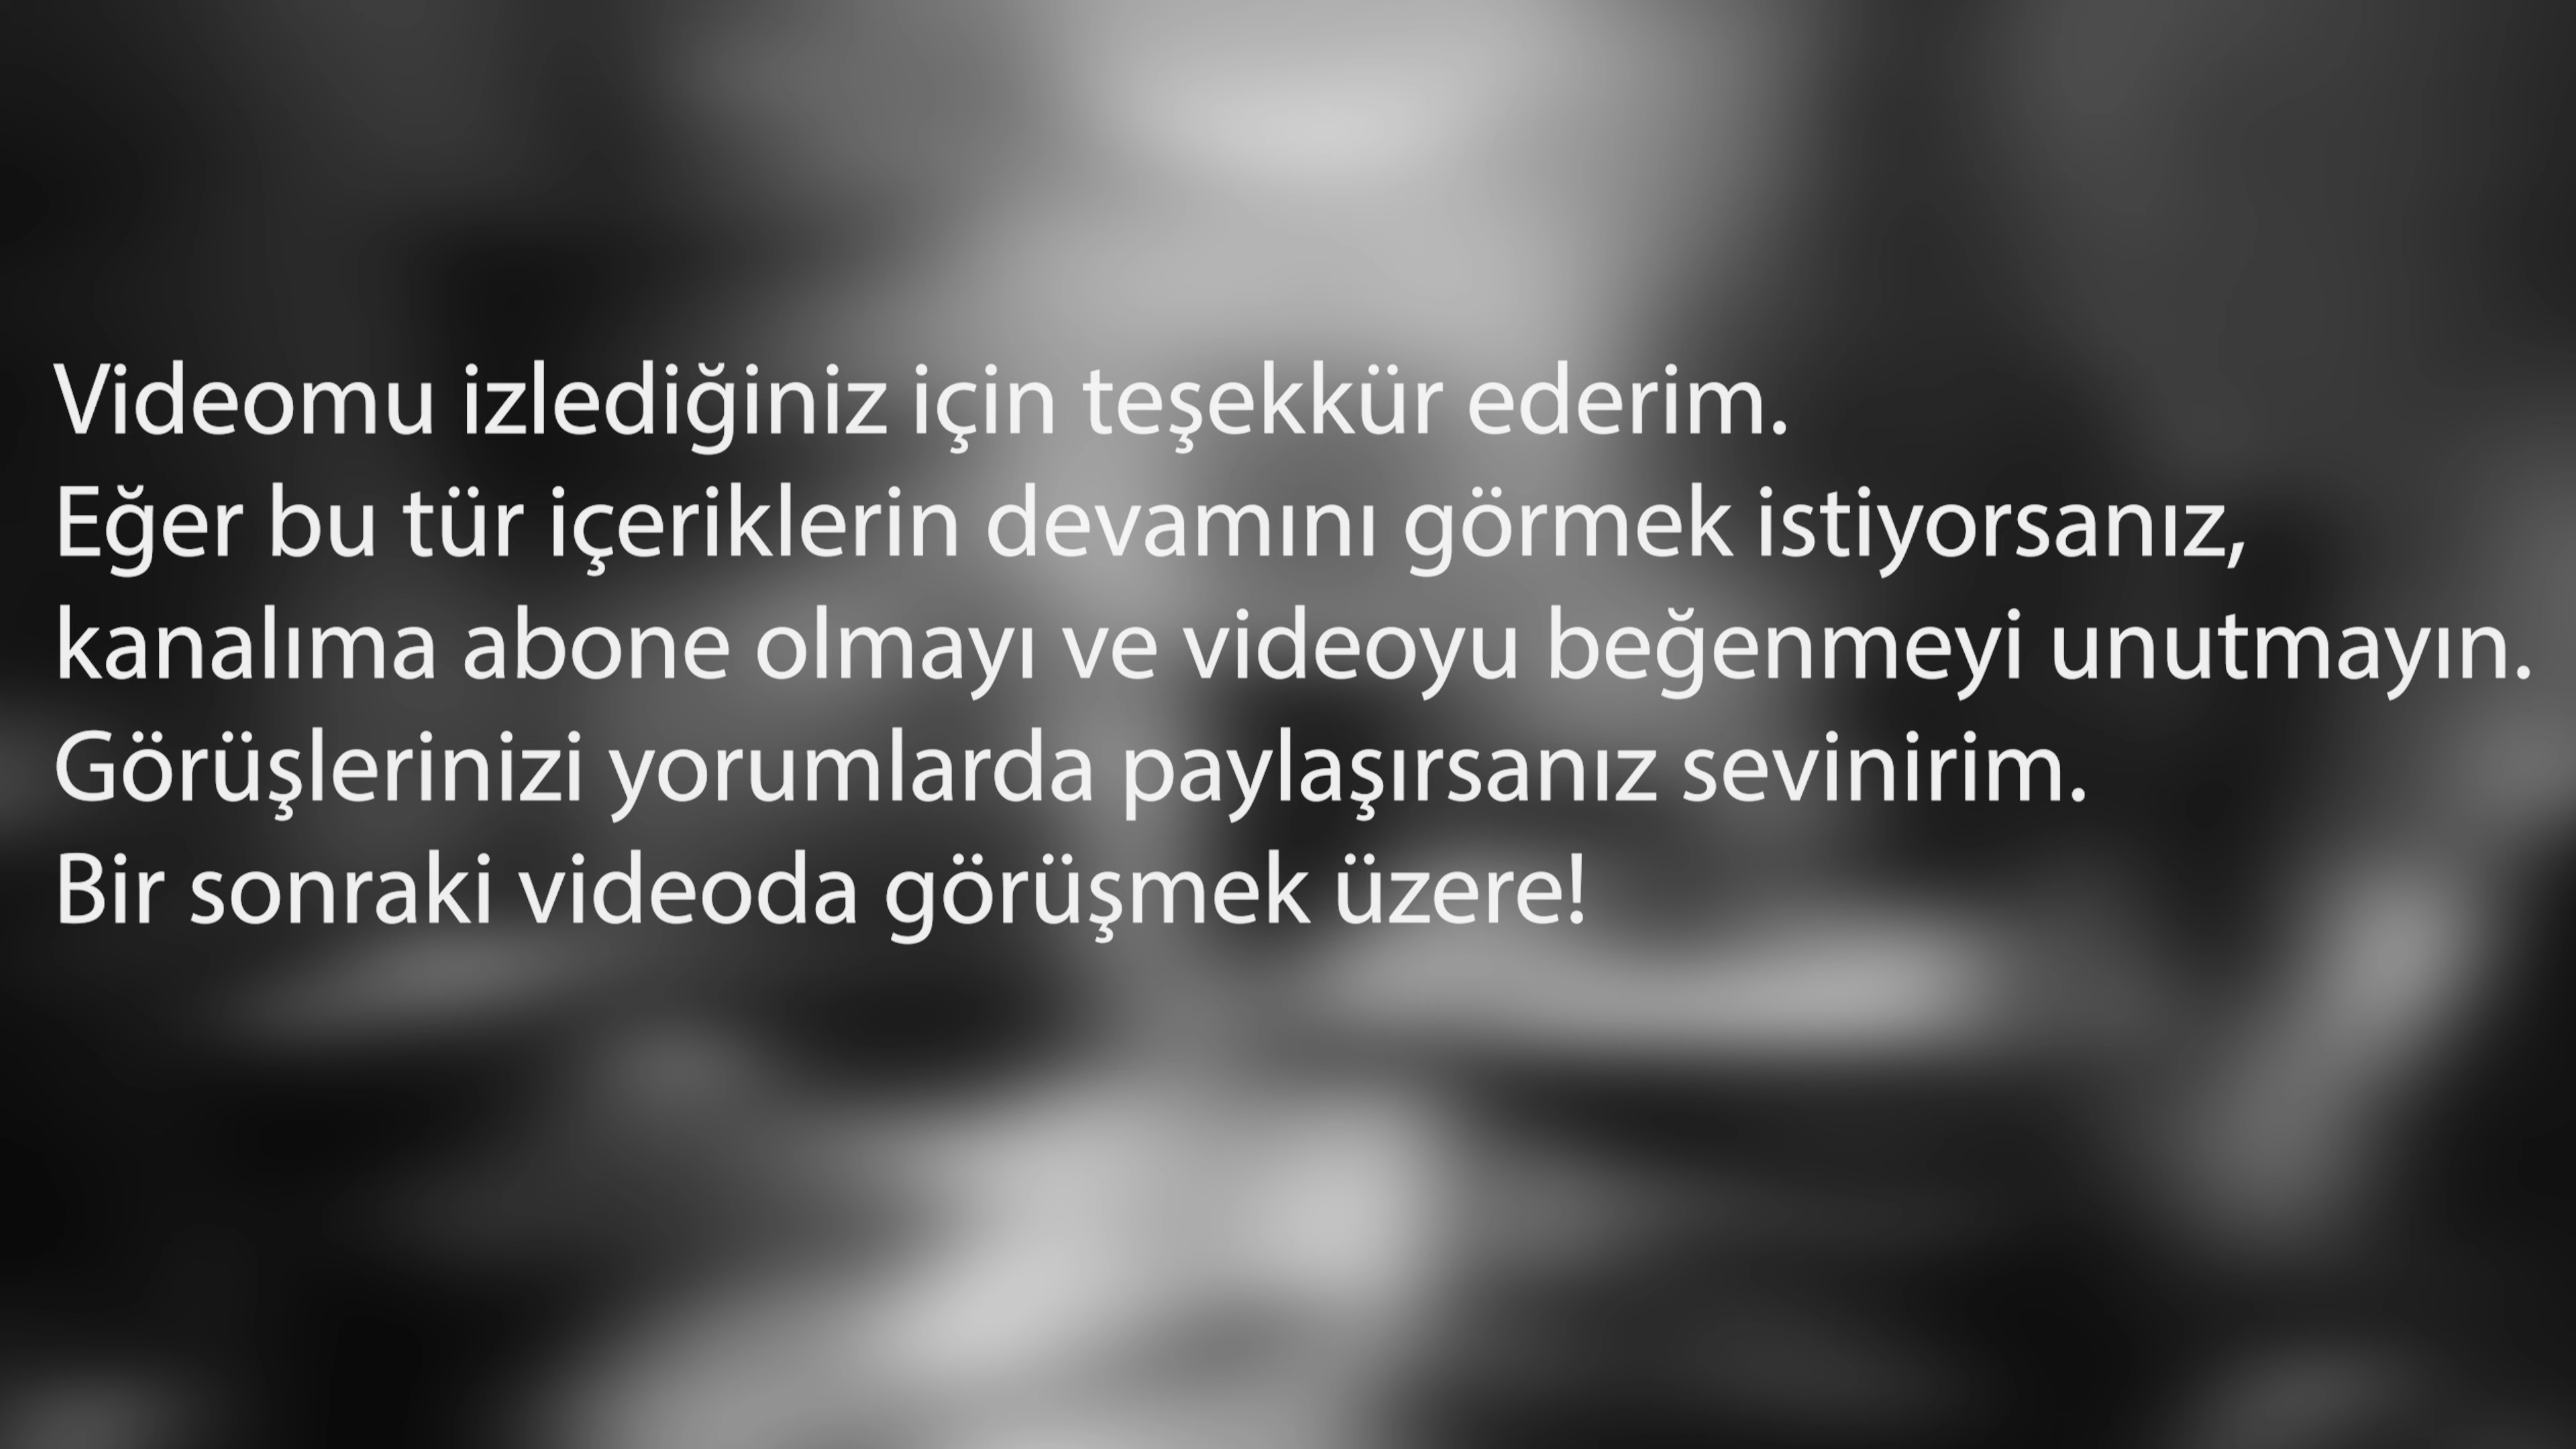 Videomu izlediğiniz için teşekkür ederim.
Eğer bu tür içeriklerin devamını görmek istiyorsanız,
kanalıma abone olmayı ve videoyu beğenmeyi unutmayın.
Görüşlerinizi yorumlarda paylaşırsanız sevinirim.
Bir sonraki videoda görüşmek üzere!